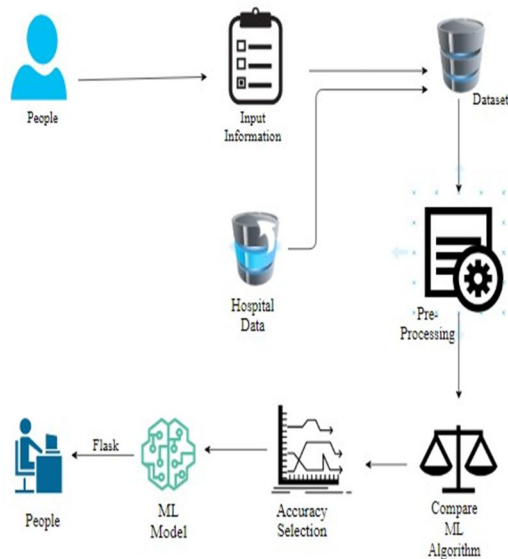 People
Input
Information
Dataset
Hospital
Data
Pre-
Processing
Compare
ML
Algorithm
Accuracy
Selection
ML
Model
Flask
People